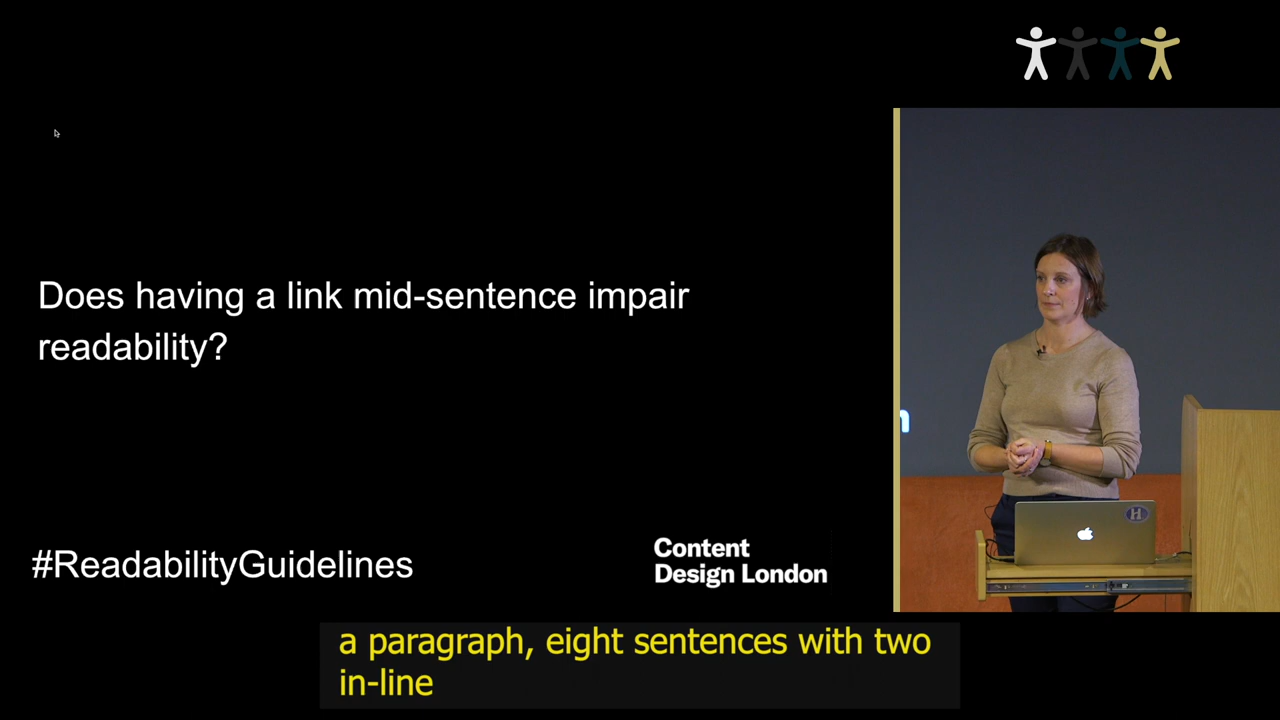 Does having a link mid-sentence impair
readability?
#ReadabilityGuidelines
Content
Design London
a paragraph, eight sentences with two
in-line